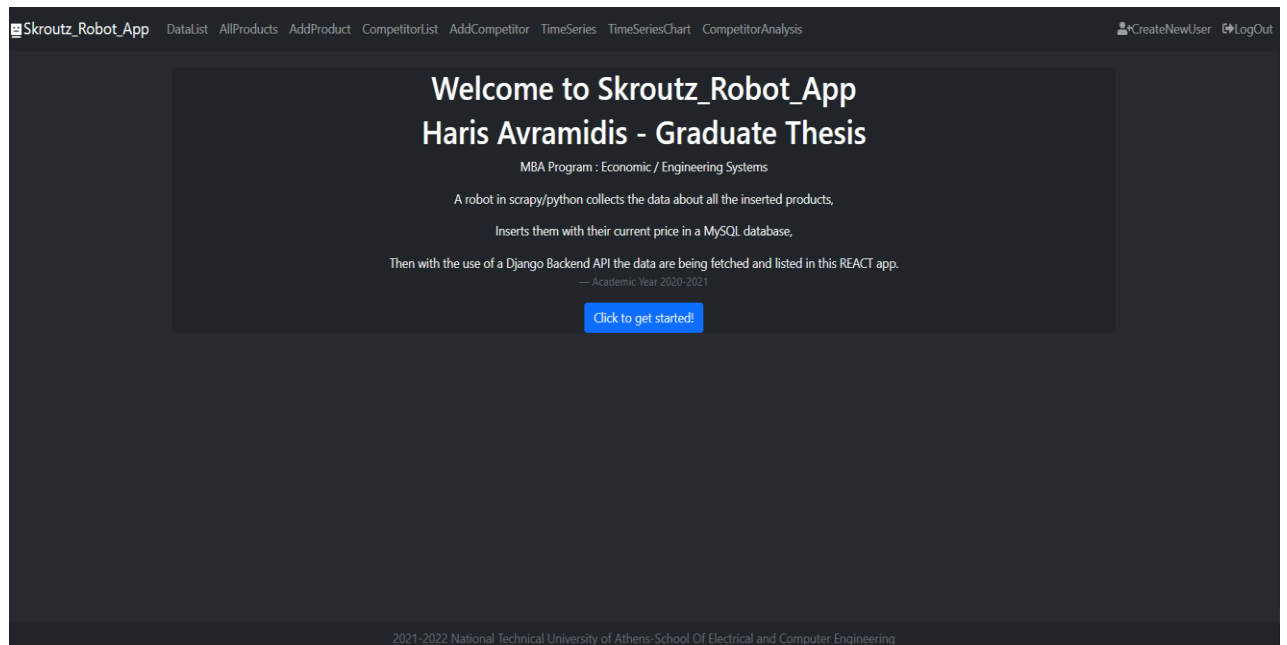 Skroutz_Robot_App DataList AllProducts AddProduct CompetitorList AddCompetitor TimeSeries TimeSeriesChart CompetitorAnalysis CreateNewUser LogOut
Welcome to Skroutz_Robot_App
Haris Avramidis - Graduate Thesis
MBA Program : Economic / Engineering Systems
A robot in scrapy/python collects the data about all the inserted products,
Inserts them with their current price in a MySQL database,
Then with the use of a Django Backend API the data are being fetched and listed in this REACT app.
— Academic Year 2020-2021
Click to get started!
2021-2022 National Technical University of Athens-School Of Electrical and Computer Engineering